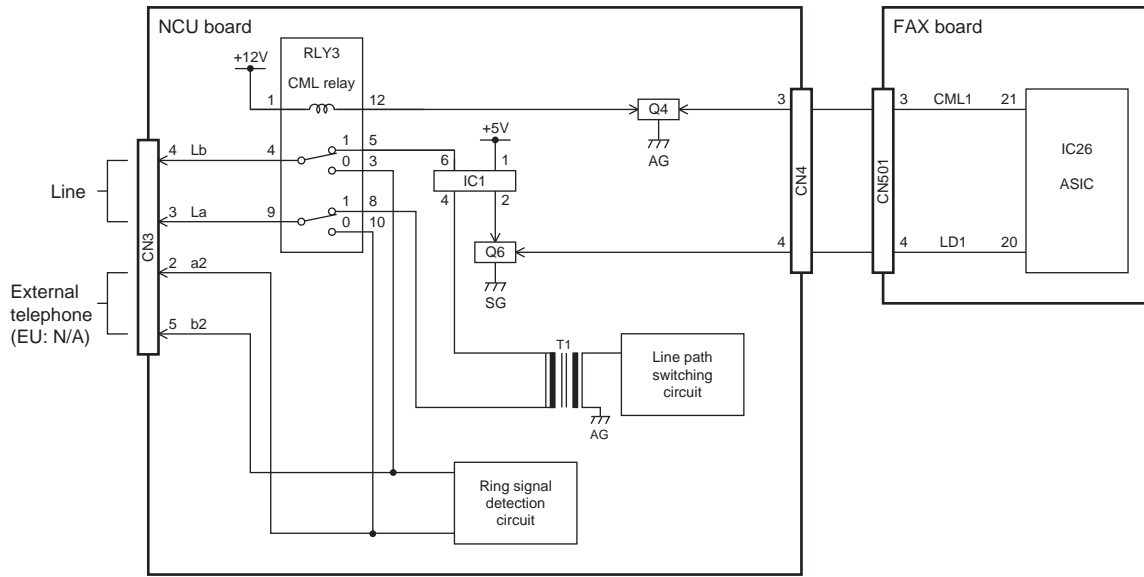 NCU board
FAX board
RLY3
CML relay
+12V
1
12
Q4
AG
3
3
CML1
21
+5V
4
Lb
4
1
5
0
3
6
1
IC1
4
2
IC26
ASIC
CN4
CN501
Line
3
La
9
1
8
0
10
CN3
Q6
SG
4
4
LD1
20
2
a2
External
telephone
(EU: N/A)
5
b2
T1
Line path
switching
circuit
AG
Ring signal
detection
circuit